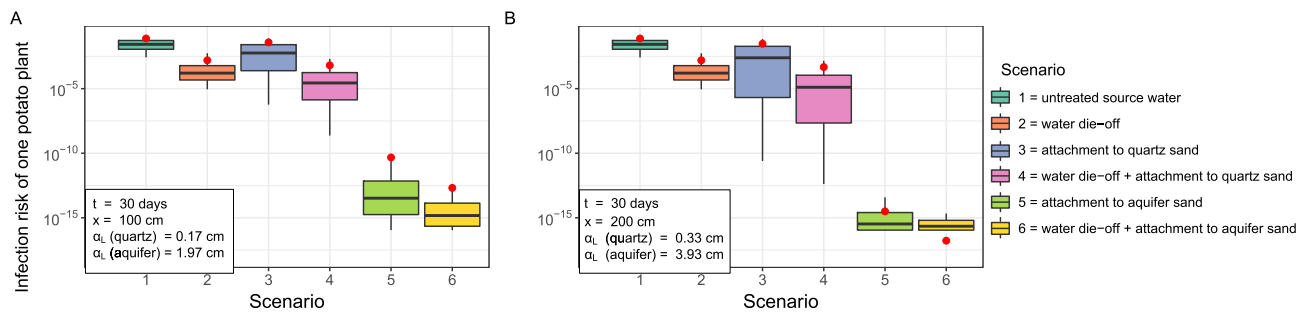 A
Infection risk of one potato plant
10−5
10−10
10−15
t = 30 days
x = 100 cm
αL (quartz) = 0.17 cm
αL (aquifer) = 1.97 cm
1 2 3 4 5 6
Scenario
B
10−5
10−10
10−15
t = 30 days
x = 200 cm
αL (quartz) = 0.33 cm
αL (aquifer) = 3.93 cm
1 2 3 4 5 6
Scenario
Scenario
1 = untreated source water
2 = water die−off
3 = attachment to quartz sand
4 = water die−off + attachment to quartz sand
5 = attachment to aquifer sand
6 = water die−off + attachment to aquifer sand